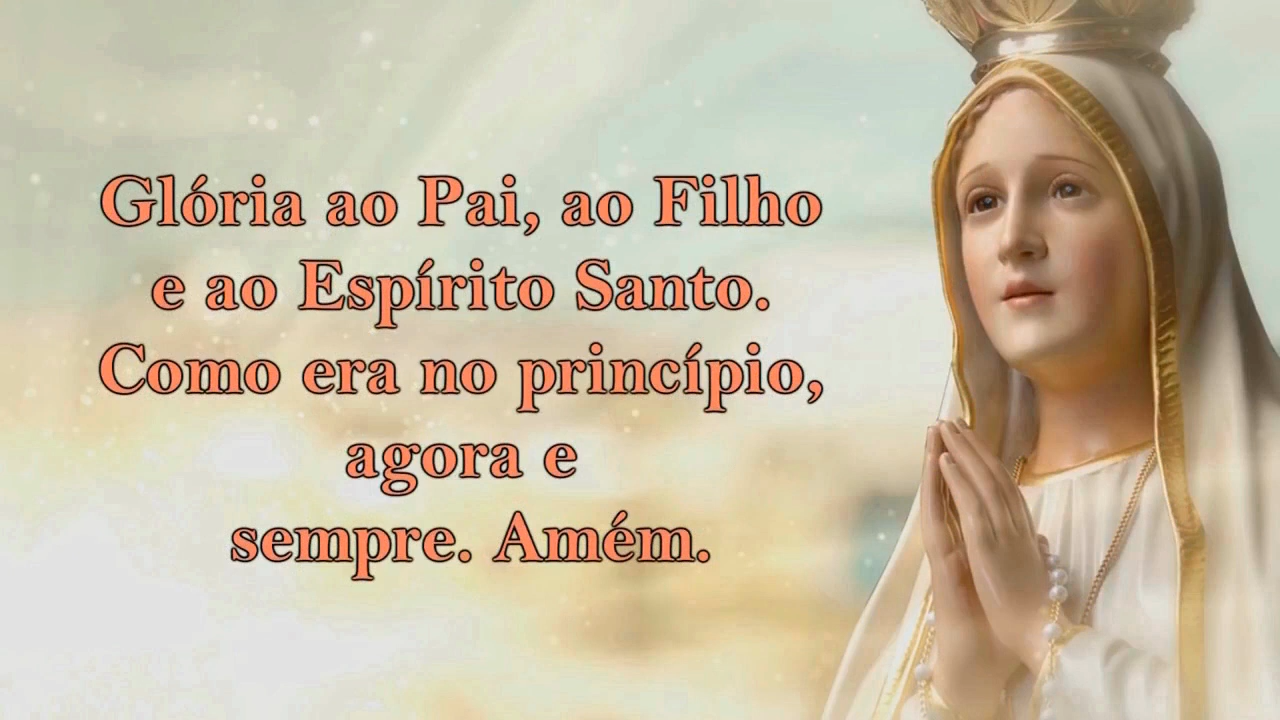 Glória ao Pai, ao Filho
e ao Espírito Santo.
Como era no princípio,
agora e
sempre. Amém.